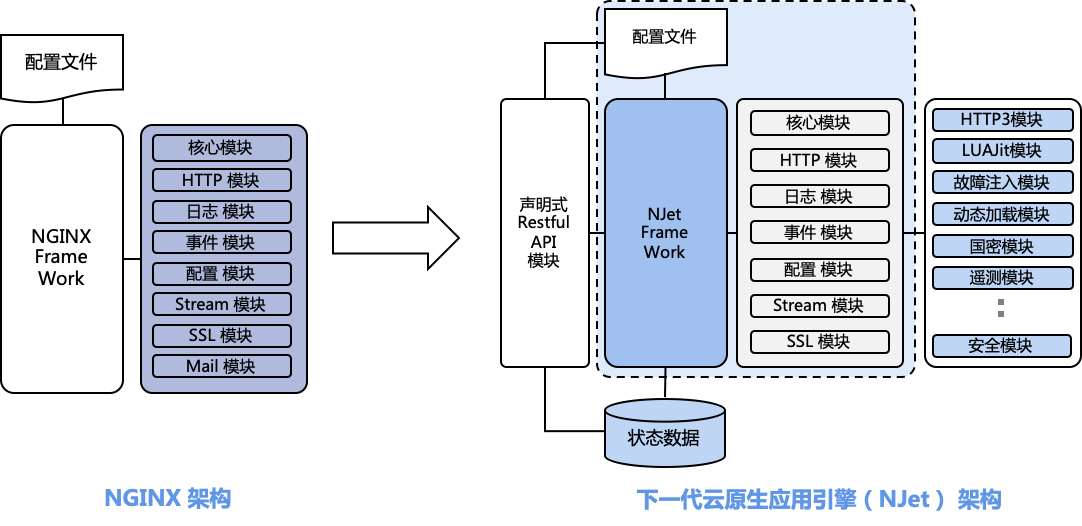 配置文件
NGINX
Frame
Work
核心模块
HTTP 模块
日志 模块
事件 模块
配置 模块
Stream 模块
SSL 模块
Mail 模块
NGINX 架构
配置文件
声明式
Restful
API
模块
NJet
Frame
Work
核心模块
HTTP 模块
日志 模块
事件 模块
配置 模块
Stream 模块
SSL 模块
HTTP3模块
LUAJit模块
故障注入模块
动态加载模块
国密模块
遥测模块
安全模块
状态数据
下一代云原生应用引擎（NJet） 架构